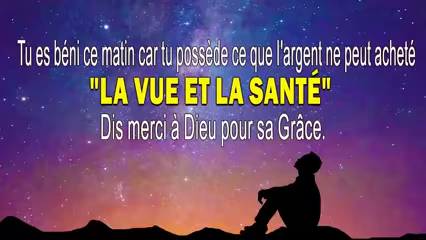 Tu es béni ce matin car tu possède ce que l'argent ne peut acheté
"LA VUE ET LA SANTÉ"
Dis merci à Dieu pour sa Grâce.